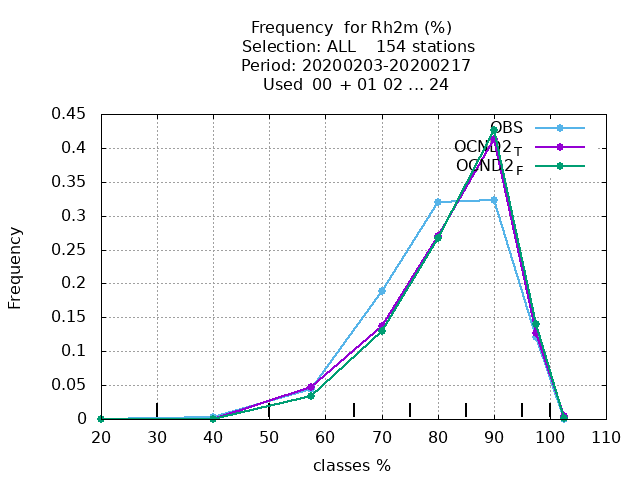 Frequency  for Rh2m (%)
Selection: ALL    154 stations
Period: 20200203-20200217
Used  00 + 01 02 ... 24
0.45
0.4
0.35
0.3
0.25
0.2
0.15
0.1
0.05
0
Frequency
OBS
OCND2T
OCND2F
20 30 40 50 60 70 80 90 100 110
classes %